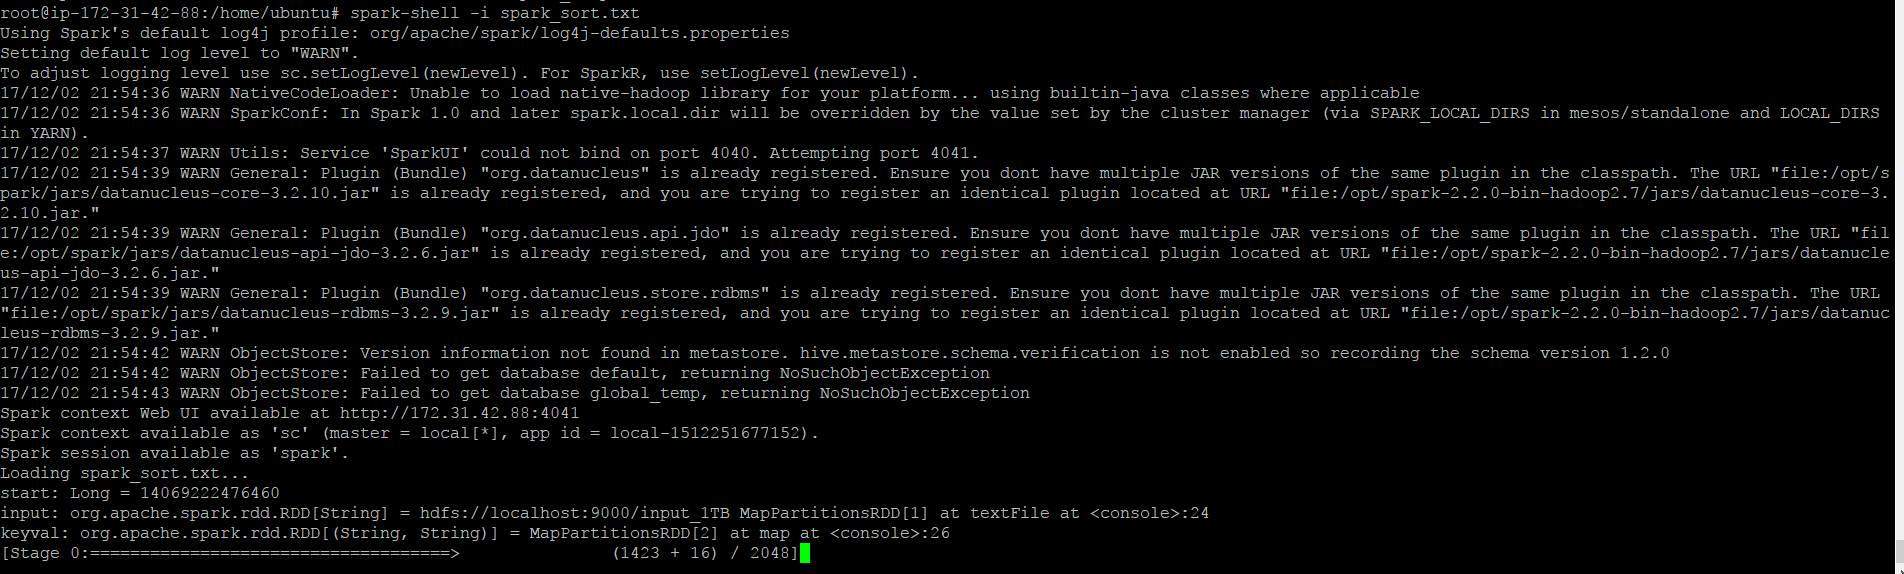 root@ip-172-31-42-88:/home/ubuntu# spark-shell -i spark_sort.txt
Using Spark's default log4j profile: org/apache/spark/log4j-defaults.properties
Setting default log level to "WARN".
To adjust logging level use sc.setLogLevel(newLevel). For SparkR, use setLogLevel(newLevel).
17/12/02 21:54:36 WARN NativeCodeLoader: Unable to load native-hadoop library for your platform... using builtin-java classes where applicable
17/12/02 21:54:36 WARN SparkConf: In Spark 1.0 and later spark.local.dir will be overridden by the value set by the cluster manager (via SPARK_LOCAL_DIRS in mesos/standalone and LOCAL_DIRS
in YARN).
17/12/02 21:54:37 WARN Utils: Service 'SparkUI' could not bind on port 4040. Attempting port 4041.
17/12/02 21:54:39 WARN General: Plugin (Bundle) "org.datanucleus" is already registered. Ensure you dont have multiple JAR versions of the same plugin in the classpath. The URL "file:/opt/s
park/jars/datanucleus-core-3.2.10.jar" is already registered, and you are trying to register an identical plugin located at URL "file:/opt/spark-2.2.0-bin-hadoop2.7/jars/datanucleus-core-3.
2.10.jar."
17/12/02 21:54:39 WARN General: Plugin (Bundle) "org.datanucleus.api.jdo" is already registered. Ensure you dont have multiple JAR versions of the same plugin in the classpath. The URL "fil
e:/opt/spark/jars/datanucleus-api-jdo-3.2.6.jar" is already registered, and you are trying to register an identical plugin located at URL "file:/opt/spark-2.2.0-bin-hadoop2.7/jars/datanucle
us-api-jdo-3.2.6.jar."
17/12/02 21:54:39 WARN General: Plugin (Bundle) "org.datanucleus.store.rdbms" is already registered. Ensure you dont have multiple JAR versions of the same plugin in the classpath. The URL
"file:/opt/spark/jars/datanucleus-rdbms-3.2.9.jar" is already registered, and you are trying to register an identical plugin located at URL "file:/opt/spark-2.2.0-bin-hadoop2.7/jars/datanuc
leus-rdbms-3.2.9.jar."
17/12/02 21:54:42 WARN ObjectStore: Version information not found in metastore. hive.metastore.schema.verification is not enabled so recording the schema version 1.2.0
17/12/02 21:54:42 WARN ObjectStore: Failed to get database default, returning NoSuchObjectException
17/12/02 21:54:43 WARN ObjectStore: Failed to get database global_temp, returning NoSuchObjectException
Spark context Web UI available at http://172.31.42.88:4041
Spark context available as 'sc' (master = local[*], app id = local-1512251677152).
Spark session available as 'spark'.
Loading spark_sort.txt...
start: Long = 14069222476460
input: org.apache.spark.rdd.RDD[String] = hdfs://localhost:9000/input_1TB MapPartitionsRDD[1] at textFile at <console>:24
keyval: org.apache.spark.rdd.RDD[(String, String)] = MapPartitionsRDD[2] at map at <console>:26
[Stage 0:====================================>               (1423 + 16) / 2048]